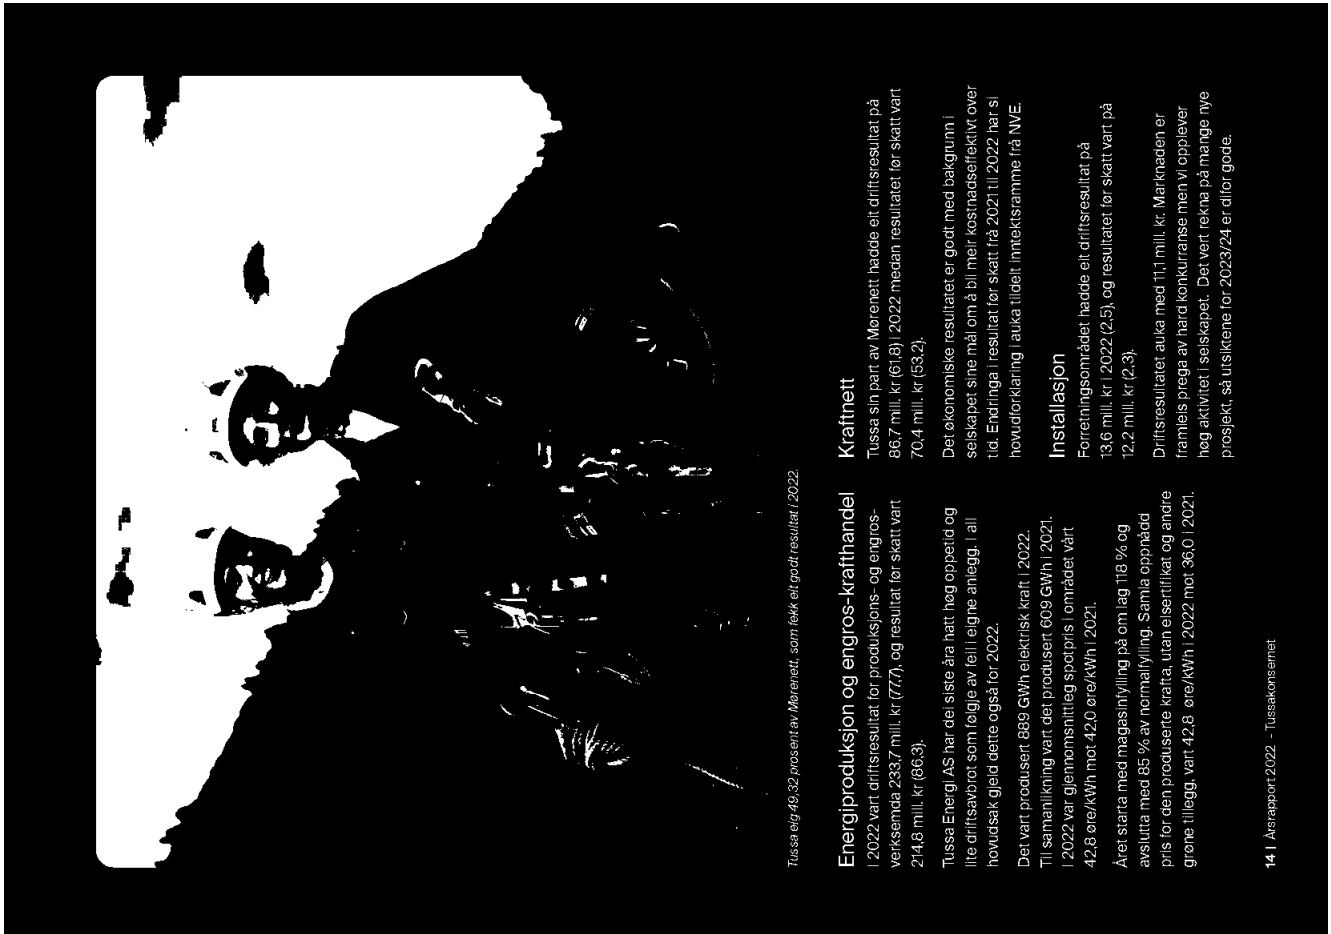 Tussa eig 49,32 prosent av Mørenett, som fekk eit godt resultat i 2022.
Energiproduksjon og engros-krafthandel
I 2022 vart driftsresultat for produksjons- og engros-
verksemda 233,7 mill. kr (77,7), og resultat før skatt vart
214,8 mill. kr (86,3).
Tussa Energi AS har dei siste åra hatt høg oppetid og
lite driftsavbrot som følgje av feil i eigne anlegg. I all
hovudsak gjeld dette også for 2022.
Det vart produsert 889 GWh elektrisk kraft i 2022.
Til samanlikning vart det produsert 609 GWh i 2021.
I 2022 var gjennomsnittleg spotpris i området vårt
42,8 øre/kWh mot 42,0 øre/kWh i 2021.
Året starta med magasinfylling på om lag 118 % og
avslutta med 85 % av normalfylling. Samla oppnådd
pris for den produserte krafta, utan elsertifikat og andre
grøne tillegg, vart 42,8 øre/kWh i 2022 mot 36,0 i 2021.
Kraftnett
Tussa sin part av Mørenett hadde eit driftsresultat på
86,7 mill. kr (61,8) i 2022 medan resultatet før skatt vart
70,4 mill. kr (53,2).
Det økonomiske resultatet er godt med bakgrunn i
selskapet sine mål om å bli meir kostnadseffektivt over
tid. Endringa i resultat før skatt frå 2021 til 2022 har si
hovudforklaring i auka tildelt inntektsramme frå NVE.
Installasjon
Forretningsområdet hadde eit driftsresultat på
13,6 mill. kr i 2022 (2,5), og resultatet før skatt vart på
12,2 mill. kr (2,3).
Driftsresultatet auka med 11,1 mill. kr. Marknaden er
framleis prega av hard konkurranse men vi opplever
høg aktivitet i selskapet. Det vert rekna på mange nye
prosjekt, så utsiktene for 2023/24 er difor gode.
14 | Årsrapport 2022 - Tussakonsernet